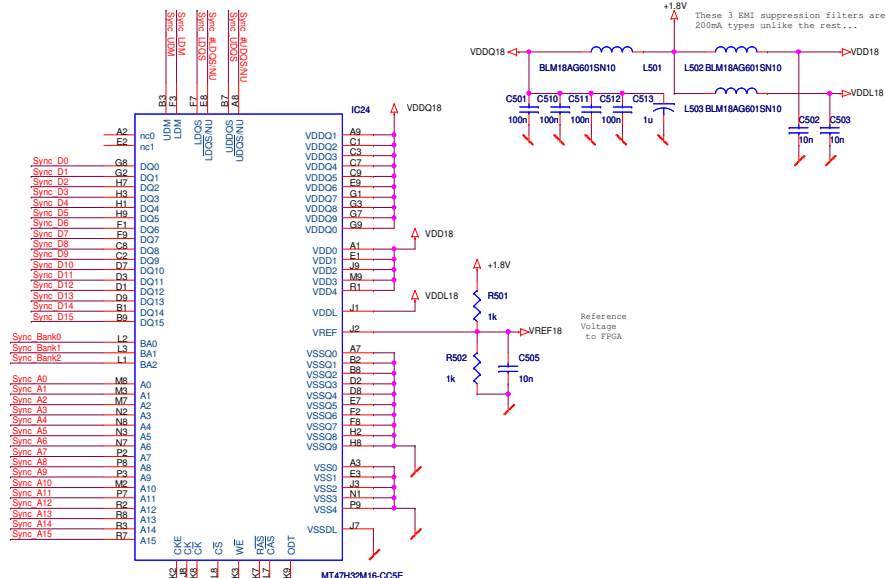 These 3 EMI suppression filters are
200mA types unlike the rest...
+1.8V
VDDQ18
VDD18
BLM18AG601SN10
L501
L502
BLM18AG601SN10
VDDL18
L503
BLM18AG601SN10
C501
C510
C511
C512
C513
100n
100n
100n
100n
1u
C502
C503
10n
10n
Sync_UDM
Sync_LDM
Sync_LDQS
Sync_#LDQS/NU
Sync_UDQS
Sync_#UDQS/NU
B3
F3
F7
E8
B7
A8
UDM
LDM
LDQS
LDQS/NU
UDDQS
UDQS/NU
IC24
VDDQ18
A2 nc0
E2 nc1
Sync_D0 G8 DQ0
Sync_D1 G2 DQ1
Sync_D2 H7 DQ2
Sync_D3 H3 DQ3
Sync_D4 H1 DQ4
Sync_D5 H9 DQ5
Sync_D6 F1 DQ6
Sync_D7 F9 DQ7
Sync_D8 C8 DQ8
Sync_D9 C2 DQ9
Sync_D10 D7 DQ10
Sync_D11 D3 DQ11
Sync_D12 D1 DQ12
Sync_D13 D9 DQ13
Sync_D14 B1 DQ14
Sync_D15 B9 DQ15
Sync_Bank0 L2 BA0
Sync_Bank1 L3 BA1
Sync_Bank2 L1 BA2
Sync_A0 M8 A0
Sync_A1 M3 A1
Sync_A2 M7 A2
Sync_A3 N2 A3
Sync_A4 N8 A4
Sync_A5 N3 A5
Sync_A6 N7 A6
Sync_A7 P2 A7
Sync_A8 P8 A8
Sync_A9 P3 A9
Sync_A10 M2 A10
Sync_A11 P7 A11
Sync_A12 R2 A12
Sync_A13 R8 A13
Sync_A14 R3 A14
Sync_A15 R7 A15
VDDQ1 A9
VDDQ2 C1
VDDQ3 C3
VDDQ4 C7
VDDQ5 C9
VDDQ6 E9
VDDQ7 G1
VDDQ8 G3
VDDQ9 G7
VDDQ0 G9
VDD18
VDD0 A1
VDD1 E1
VDD2 J9
VDD3 M9
VDD4 R1
VDDL18
VDDL J1
VREF J2
+1.8V
R501
1k
VREF18
R502
1k
C505
10n
Reference
Voltage
to FPGA
VSSQ0 A7
VSSQ1 B2
VSSQ2 B8
VSSQ3 D2
VSSQ4 D8
VSSQ5 E7
VSSQ6 F2
VSSQ7 F8
VSSQ8 H2
VSSQ9 H8
VSS0 A3
VSS1 E3
VSS2 J3
VSS3 N1
VSS4 P9
VSSDL J7
CKE
CK
CK
CS
WE
RAS
CAS
ODT
K2
J8
K8
L8
K3
K7
L7
K9
MT47H32M16-CC5E